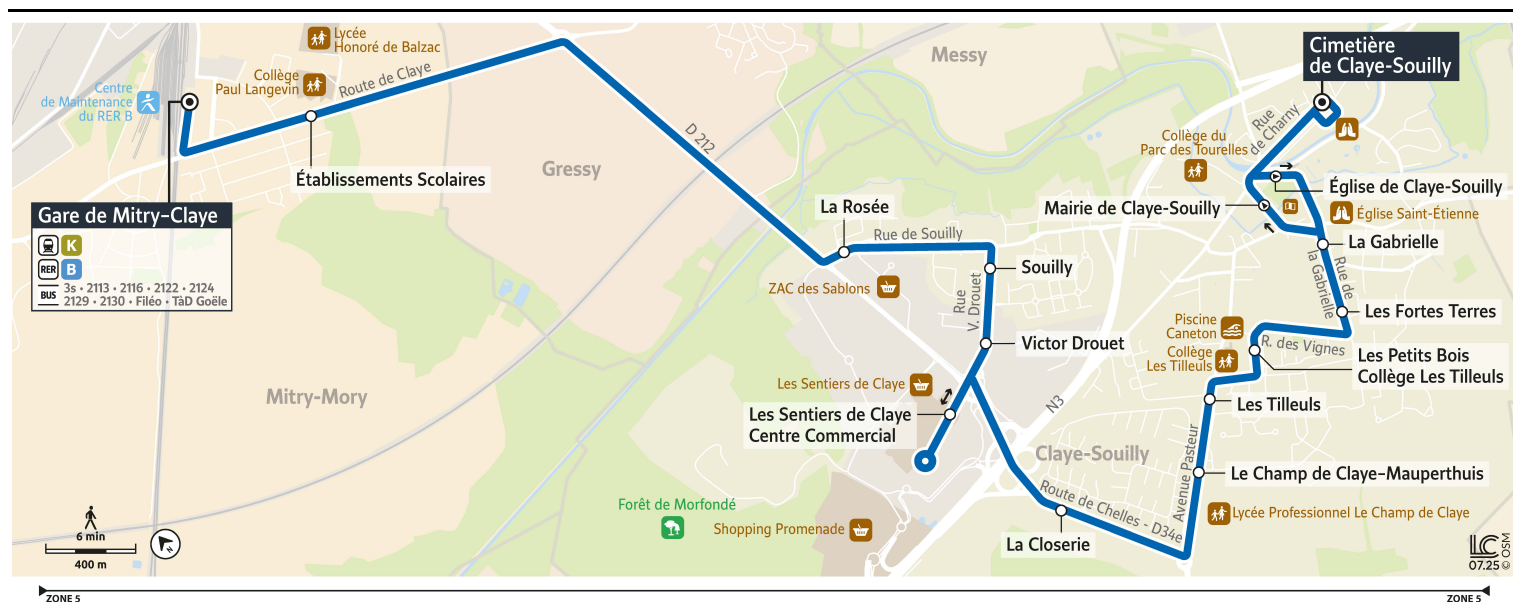 Lycée
Honoré de Balzac
Collège
Paul Langevin
Route de Claye
Centre
de Maintenance
du RER B
Établissements Scolaires
Gare de Mitry–Claye
K
RER B
BUS
3s • 2113 • 2116 • 2122 • 2124
2129 • 2130 • Filéo • TàD Goële
Gressy
Messy
D 212
Mitry-Mory
La Rosée
Rue de Souilly
Souilly
ZAC des Sablons
Rue
V. Drouet
Victor Drouet
Les Sentiers de Claye
Les Sentiers de Claye
Centre Commercial
N3
Claye-Souilly
Forêt de Morfondé
Shopping Promenade
Route de Chelles - D34e
La Closerie
Avenue Pasteur
Lycée Professionnel Le Champ de Claye
Le Champ de Claye–Mauperthuis
Les Tilleuls
Les Petits Bois
Collège Les Tilleuls
Piscine
Caneton
Collège
Les Tilleuls
R. des Vignes
Les Fortes Terres
Rue de
la Gabrielle
La Gabrielle
Église Saint-Étienne
Église de Claye-Souilly
Mairie de Claye-Souilly
Collège du
Parc des Tourelles
Rue
de Charny
Cimetière
de Claye-Souilly
6 min
400 m
N
LC
07.25 © OSM
ZONE 5
ZONE 5